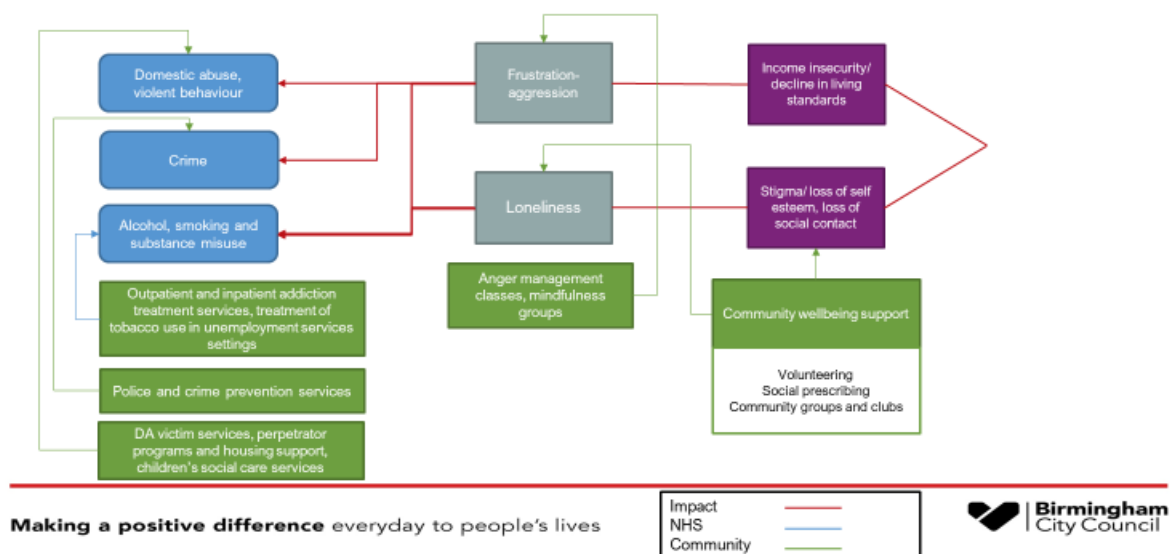 Domestic abuse,
violent behaviour
Frustration-
aggression
Income insecurity/
decline in living
standards
Crime
Loneliness
Stigma/ loss of self
esteem, loss of
social contact
Alcohol, smoking and
substance misuse
Anger management
classes, mindfulness
groups
Outpatient and inpatient addiction
treatment services, treatment of
tobacco use in unemployment services
settings
Community wellbeing support
Volunteering
Social prescribing
Community groups and clubs
Police and crime prevention services
DA victim services, perpetrator
programs and housing support,
children's social care services
Making a positive difference everyday to people's lives
Impact
NHS
Community
Birmingham
City Council